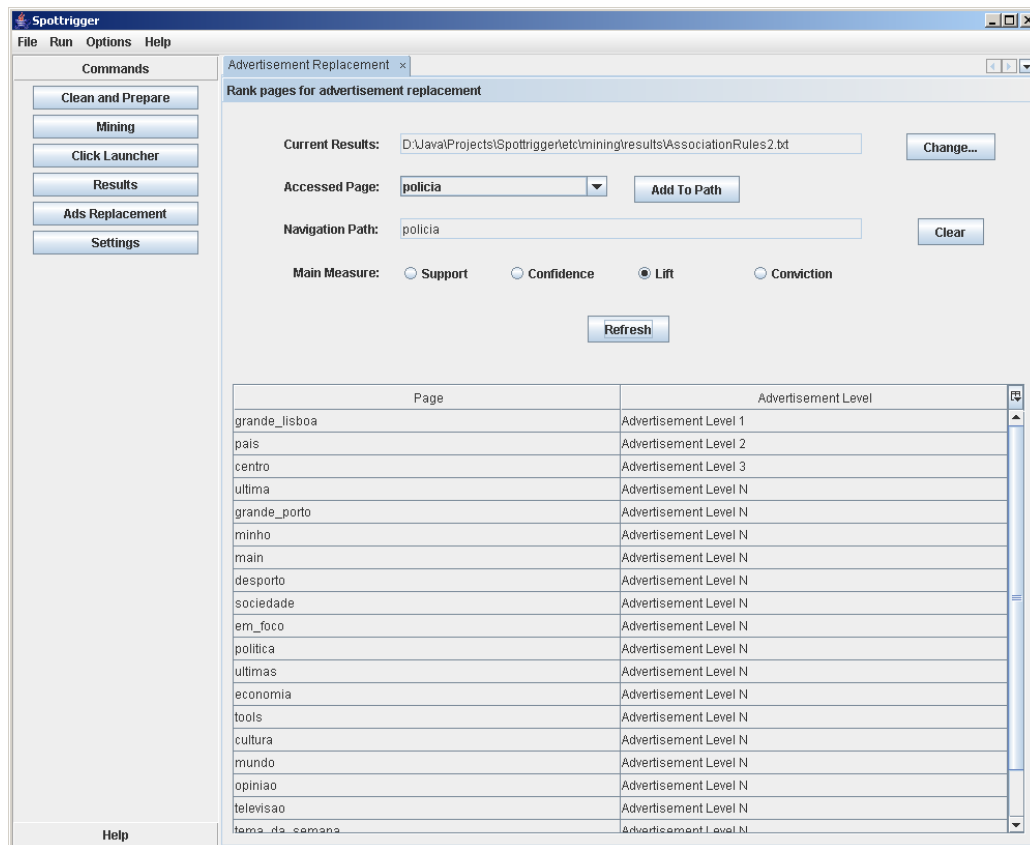 Spottrigger
File Run Options Help
Commands
Clean and Prepare
Mining
Click Launcher
Results
Ads Replacement
Settings
Help
Advertisement Replacement ×
Rank pages for advertisement replacement
Current Results: D:\Java\Projects\Spottrigger\etc\mining\results\AssociationRules2.txt Change...
Accessed Page: policia Add To Path
Navigation Path: policia Clear
Main Measure: Support Confidence Lift Conviction
Refresh
Page Advertisement Level
grande_lisboa Advertisement Level 1
pais Advertisement Level 2
centro Advertisement Level 3
ultima Advertisement Level N
grande_porto Advertisement Level N
minho Advertisement Level N
main Advertisement Level N
desporto Advertisement Level N
sociedade Advertisement Level N
em_foco Advertisement Level N
politica Advertisement Level N
ultimas Advertisement Level N
economia Advertisement Level N
tools Advertisement Level N
cultura Advertisement Level N
mundo Advertisement Level N
opiniao Advertisement Level N
televisao Advertisement Level N
tema_da_semana Advertisement Level N